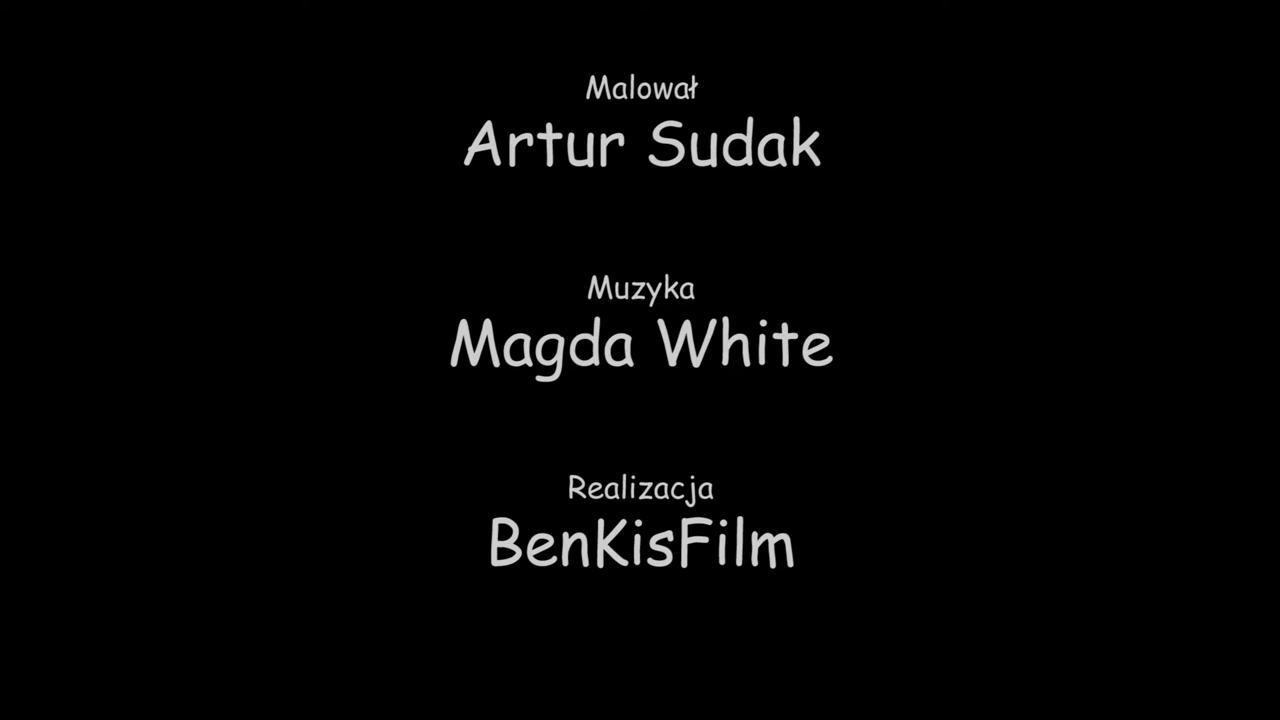 Malował
Artur Sudak
Muzyka
Magda White
Realizacja
BenKisFilm